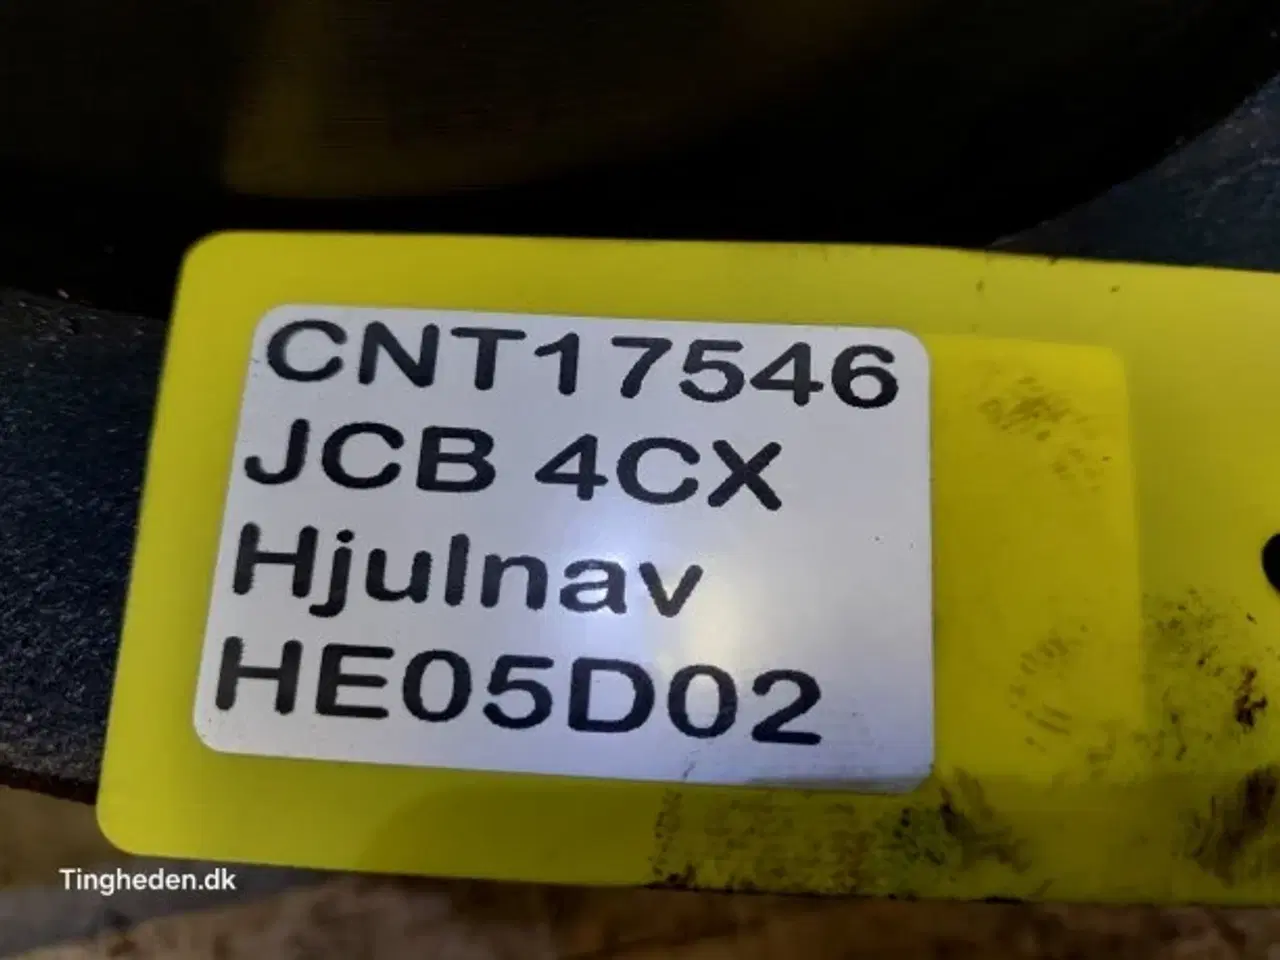 CNT17546
JCB 4CX
Hjulnav
HE05D02
Tingheden.dk